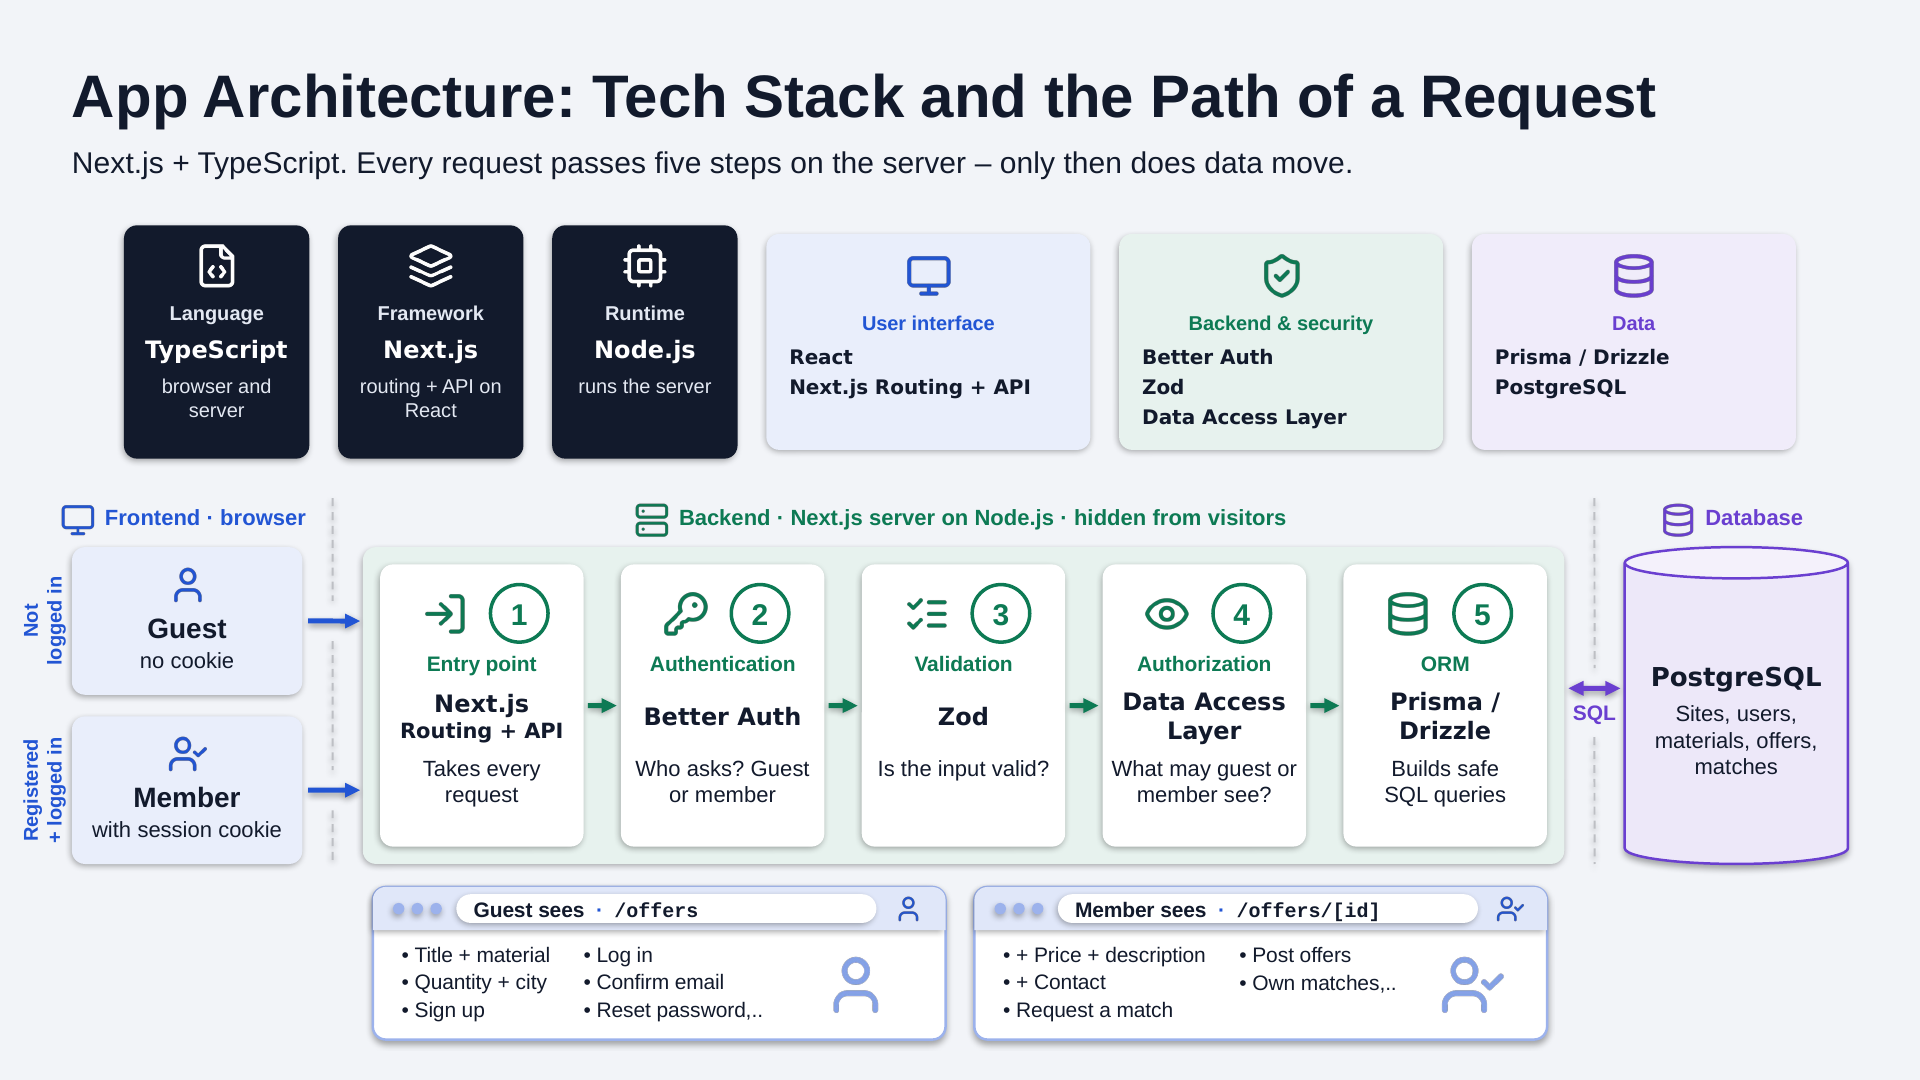 App Architecture: Tech Stack and the Path of a Request
Next.js + TypeScript. Every request passes five steps on the server – only then does data move.
Language
TypeScript
browser and
server
Framework
Next.js
routing + API on
React
Runtime
Node.js
runs the server
User interface
React
Next.js Routing + API
Backend & security
Better Auth
Zod
Data Access Layer
Data
Prisma / Drizzle
PostgreSQL
Frontend · browser
Backend · Next.js server on Node.js · hidden from visitors
Database
Not
logged in
Guest
no cookie
Registered
+ logged in
Member
with session cookie
1
Entry point
Next.js
Routing + API
Takes every
request
2
Authentication
Better Auth
Who asks? Guest
or member
3
Validation
Zod
Is the input valid?
4
Authorization
Data Access
Layer
What may guest or
member see?
5
ORM
Prisma /
Drizzle
Builds safe
SQL queries
SQL
PostgreSQL
Sites, users,
materials, offers,
matches
Guest sees · /offers
• Title + material
• Quantity + city
• Sign up
• Log in
• Confirm email
• Reset password,..
Member sees · /offers/[id]
• + Price + description
• + Contact
• Request a match
• Post offers
• Own matches,..